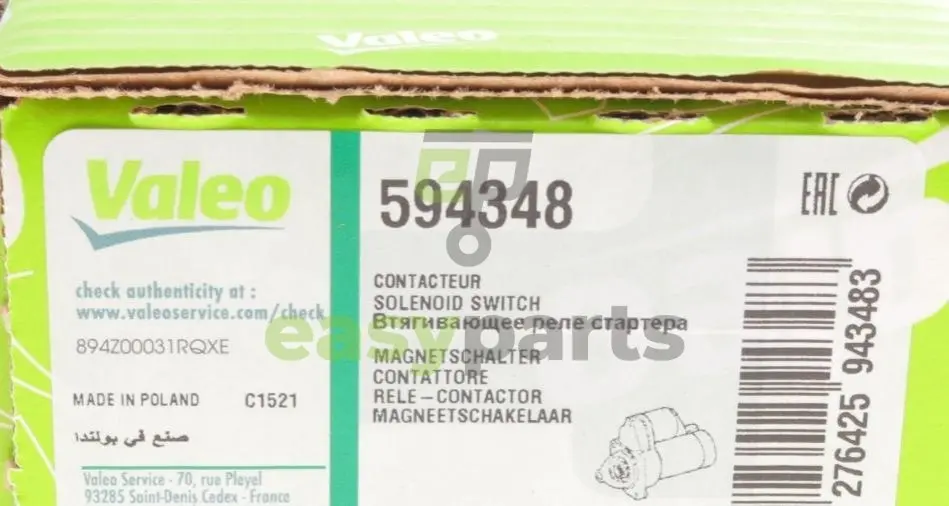 Valeo
Valeo
check authenticity at :
www.valeoservice.com/check
894Z00031RQXE
MADE IN POLAND C1521
صنع في بولندا
Valeo Service - 70, rue Pleyel
93285 Saint-Denis Cedex - France
594348
EAC
CONTACTEUR
SOLENOID SWITCH
Втягивающее реле стартера
MAGNETSCHALTER
CONTATTORE
RELE-CONTACTOR
MAGNEETSCHAKELAAR
276425 943483
easyparts